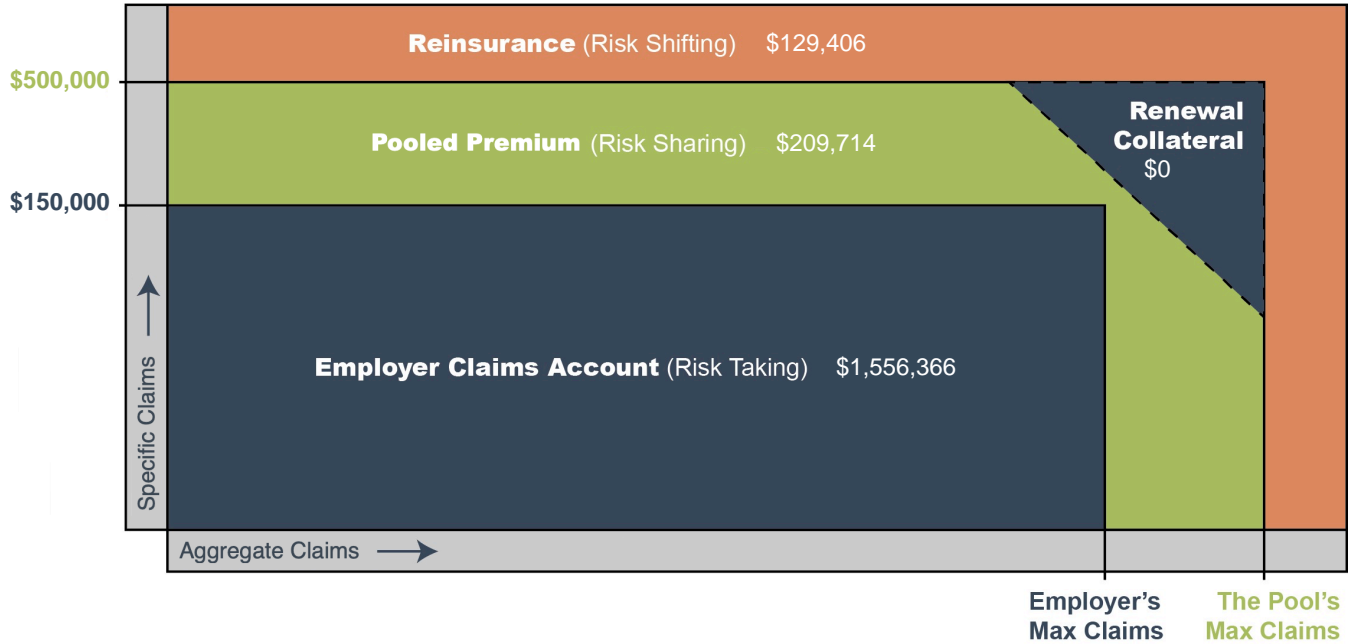 Reinsurance (Risk Shifting) $129,406
$500,000
Renewal
Collateral
$0
Pooled Premium (Risk Sharing) $209,714
$150,000
Employer Claims Account (Risk Taking) $1,556,366
Specific Claims
Aggregate Claims
Employer’s
Max Claims
The Pool’s
Max Claims